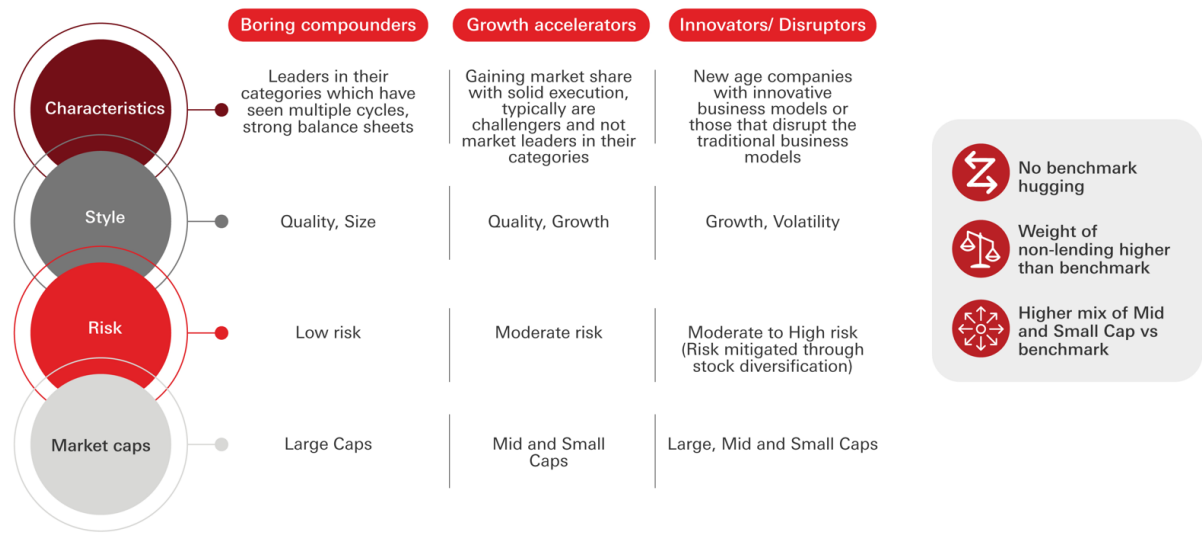 Boring compounders
Growth accelerators
Innovators/ Disruptors
Characteristics
Leaders in their
categories which have
seen multiple cycles,
strong balance sheets
Gaining market share
with solid execution,
typically are
challengers and not
market leaders in their
categories
New age companies
with innovative
business models or
those that disrupt the
traditional business
models
Style
Quality, Size
Quality, Growth
Growth, Volatility
Risk
Low risk
Moderate risk
Moderate to High risk
(Risk mitigated through
stock diversification)
Market caps
Large Caps
Mid and Small
Caps
Large, Mid and Small Caps
No benchmark
hugging
Weight of
non-lending higher
than benchmark
Higher mix of Mid
and Small Cap vs
benchmark